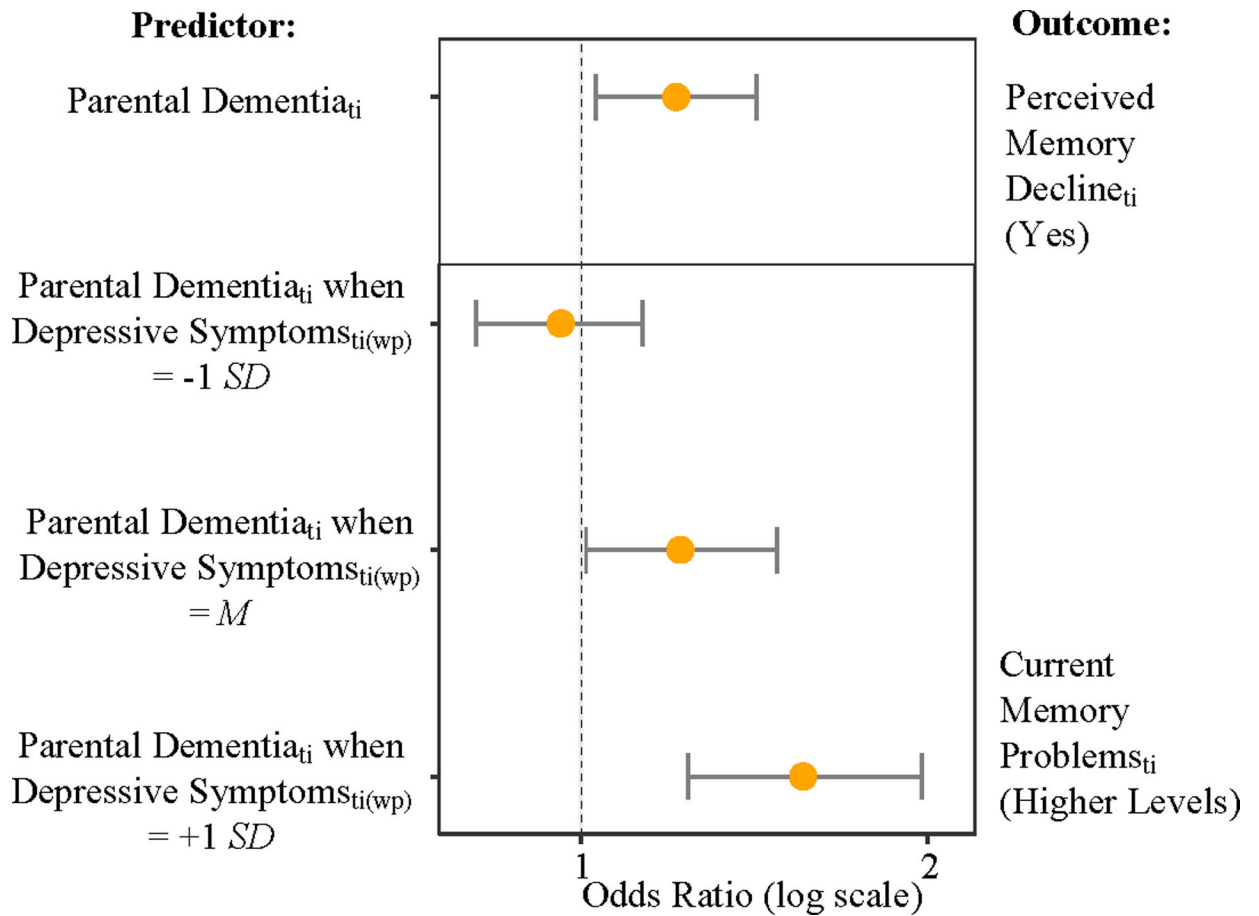 Predictor:
Outcome:
Parental Dementiati
Perceived
Memory
Declineti
(Yes)
Parental Dementiati when
Depressive Symptomsti(wp)
= -1 SD
Parental Dementiati when
Depressive Symptomsti(wp)
= M
Current
Memory
Problemsti
(Higher Levels)
Parental Dementiati when
Depressive Symptomsti(wp)
= +1 SD
1
2
Odds Ratio (log scale)